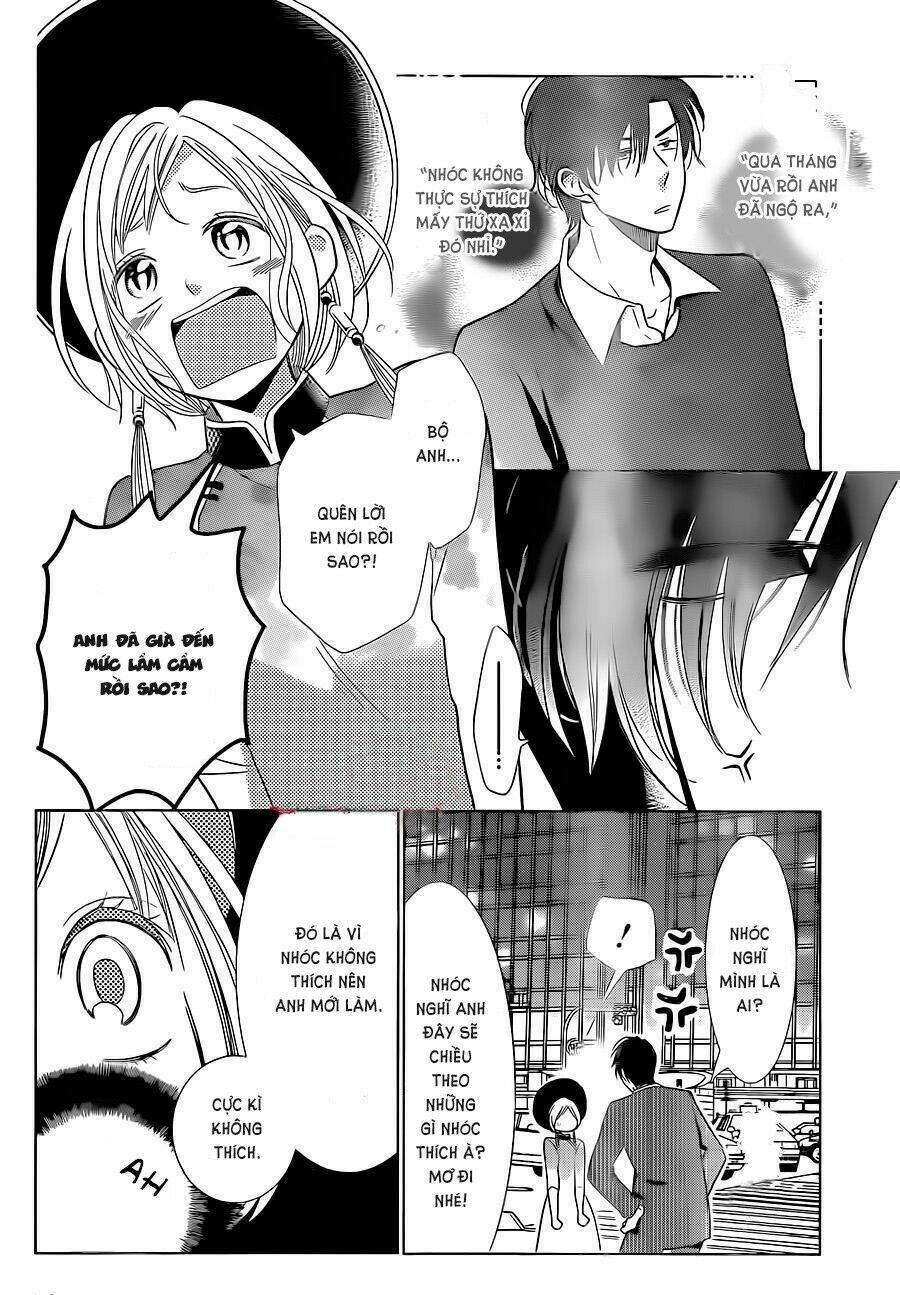 "QUA THÁNG
VỪA RỒI ANH
ĐÃ NGỘ RA,"
"NHÓC KHÔNG
THỰC SỰ THÍCH
MẤY THỨ XA XỈ
ĐÓ NHỈ."
BỘ
ANH...
QUÊN LỜI
EM NÓI RỒI
SAO?!
ANH ĐÃ GIÀ ĐẾN
MỨC LẨM CẨM
RỒI SAO?!
NHÓC
NGHĨ
MÌNH LÀ
AI?
!
NHÓC
NGHĨ ANH
ĐÂY SẼ
CHIỀU
THEO
NHỮNG
GÌ NHÓC
THÍCH À?
MƠ ĐI
NHÉ!
ĐÓ LÀ VÌ
NHÓC KHÔNG
THÍCH NÊN
ANH MỚI LÀM.
CỰC KÌ
KHÔNG
THÍCH.
AH